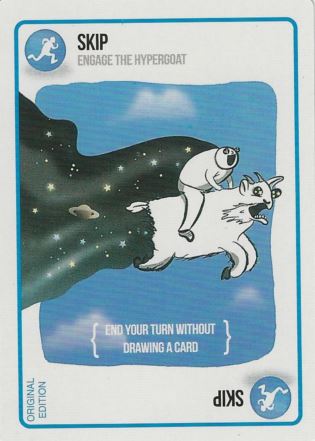 SKIP
ENGAGE THE HYPERGOAT
END YOUR TURN WITHOUT
DRAWING A CARD
ORIGINAL
EDITION
SKIP